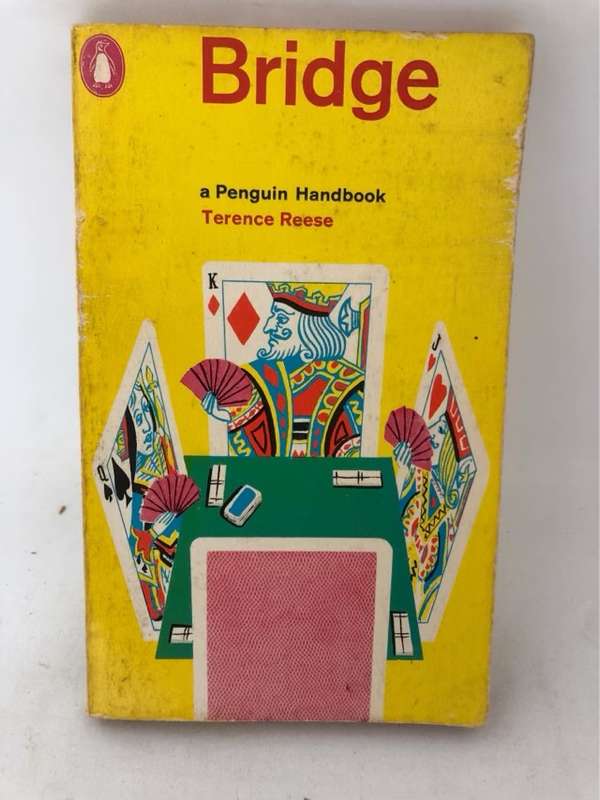 Bridge
a Penguin Handbook
Terence Reese
K
J
Q